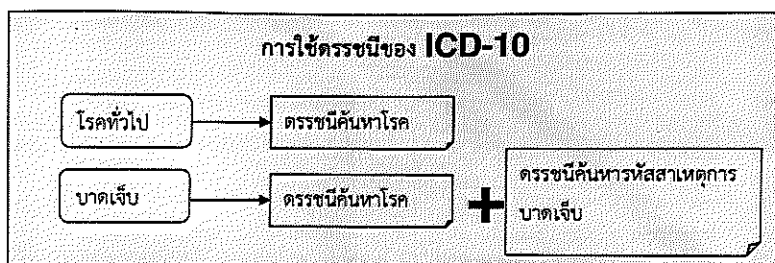 การใช้ดรรชนีของ ICD-10
โรคทั่วไป
ดรรชนีค้นหาโรค
บาดเจ็บ
ดรรชนีค้นหาโรค
+
ดรรชนีค้นหารหัสสาเหตุการ
บาดเจ็บ